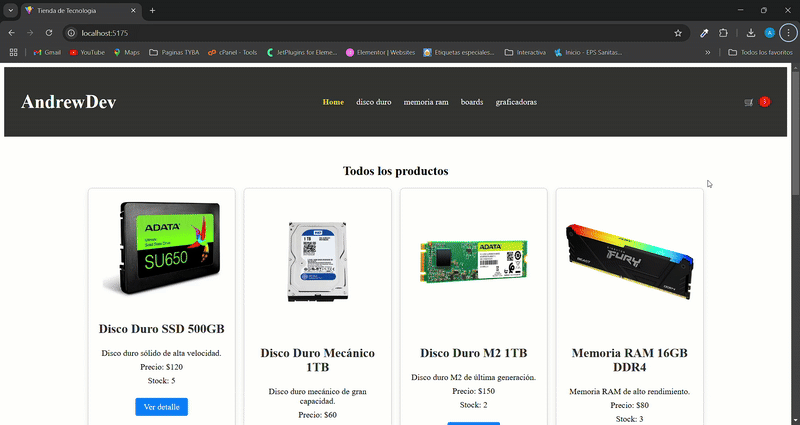 Tienda de Tecnología
localhost:5175
Gmail
YouTube
Maps
Paginas TYBA
cPanel - Tools
JetPlugins for Eleme...
Elementor | Websites
Etiquetas especiales...
Interactiva
Inicio - EPS Sanitas...
Todos los favoritos
AndrewDev
Home
disco duro
memoria ram
boards
graficadoras
Todos los productos
ADATA
SU650
WD
1 TB
ADATA
FURY
BEAST
Disco Duro SSD 500GB
Disco duro sólido de alta velocidad.
Precio: $120
Stock: 5
Ver detalle
Disco Duro Mecánico
1TB
Disco duro mecánico de gran
capacidad.
Precio: $60
Disco Duro M2 1TB
Disco duro M2 de última generación.
Precio: $150
Stock: 2
Memoria RAM 16GB
DDR4
Memoria RAM de alto rendimiento.
Precio: $80
Stock: 3